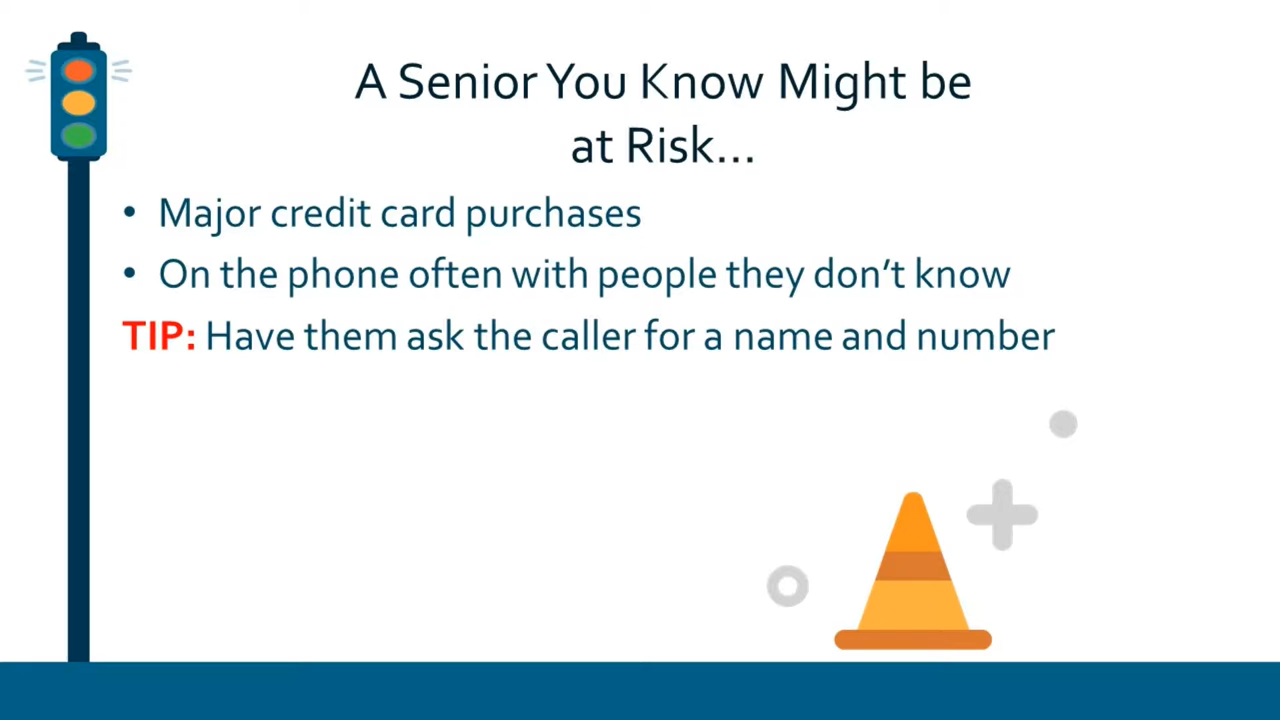 A Senior You Know Might be
at Risk...
• Major credit card purchases
• On the phone often with people they don't know
TIP: Have them ask the caller for a name and number